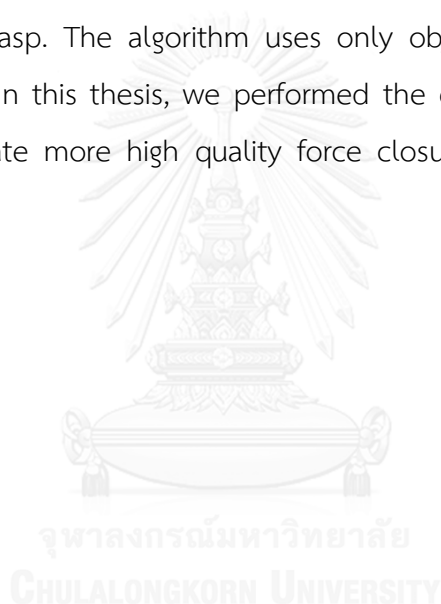 asp. The algorithm uses only ob
n this thesis, we performed the
ate more high quality force closu
จุฬาลงกรณ์มหาวิทยาลัย
CHULALONGKORN UNIVERSITY